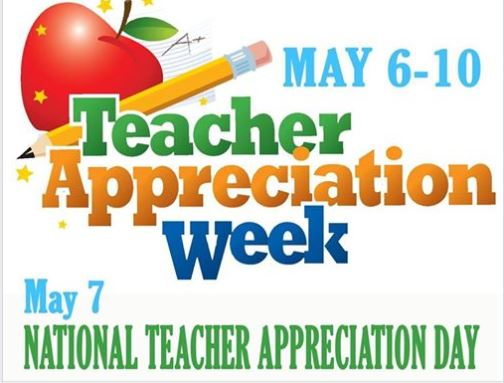 A+
MAY 6-10
Teacher
Appreciation
Week
May 7
NATIONAL TEACHER APPRECIATION DAY